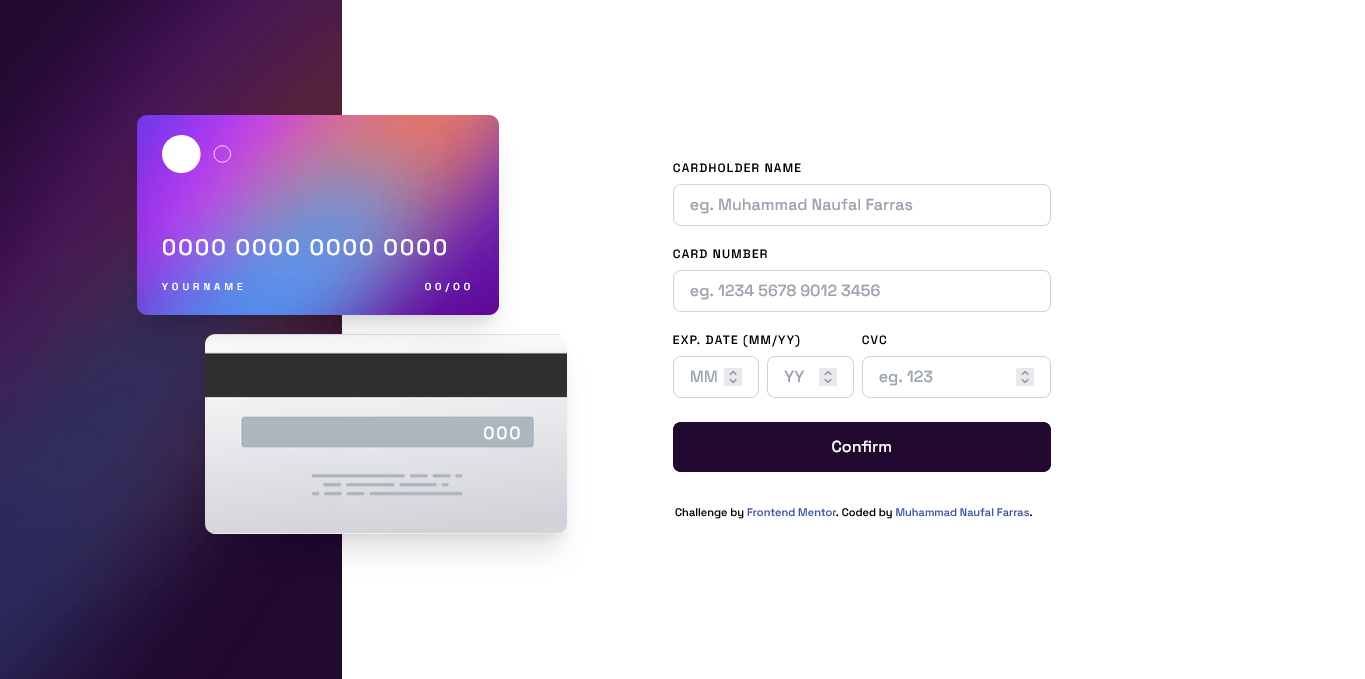 0000 0000 0000 0000
YOURNAME 00/00
000
CARDHOLDER NAME
eg. Muhammad Naufal Farras
CARD NUMBER
eg. 1234 5678 9012 3456
EXP. DATE (MM/YY) CVC
MM YY eg. 123
Confirm
Challenge by Frontend Mentor. Coded by Muhammad Naufal Farras.